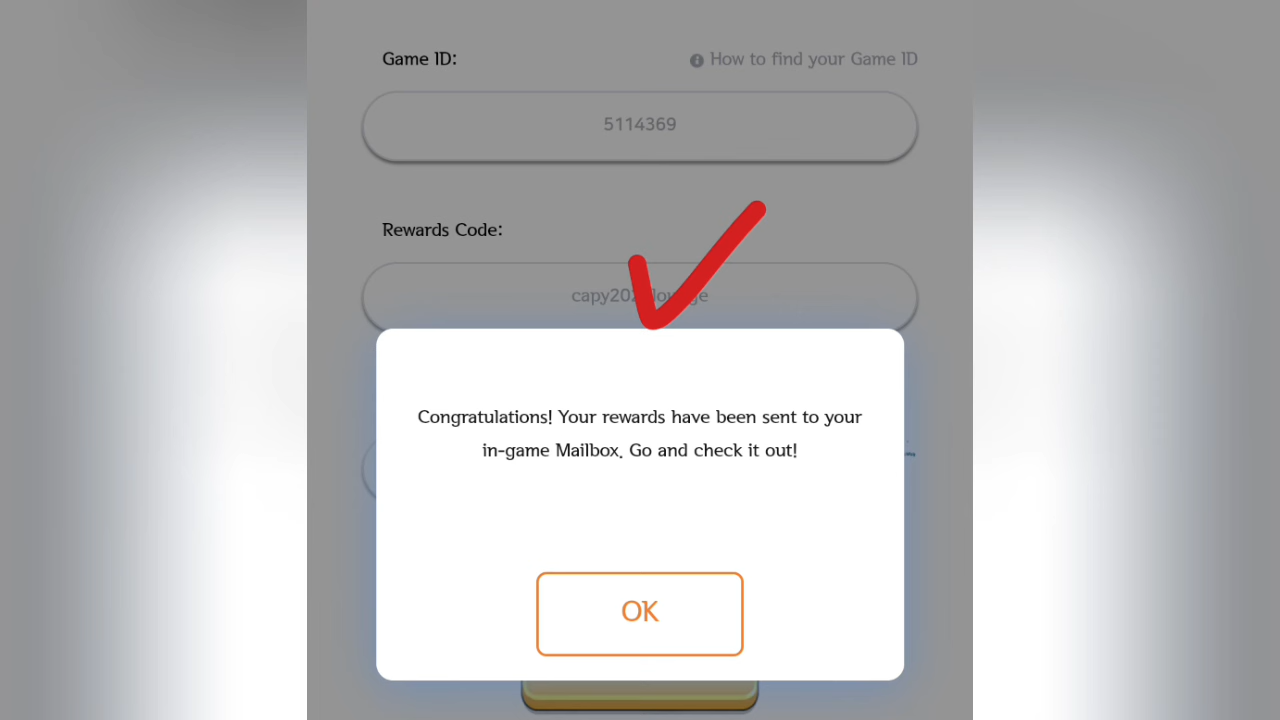 Game ID:
How to find your Game ID
5114369
Rewards Code:
Congratulations! Your rewards have been sent to your
in-game Mailbox. Go and check it out!
OK